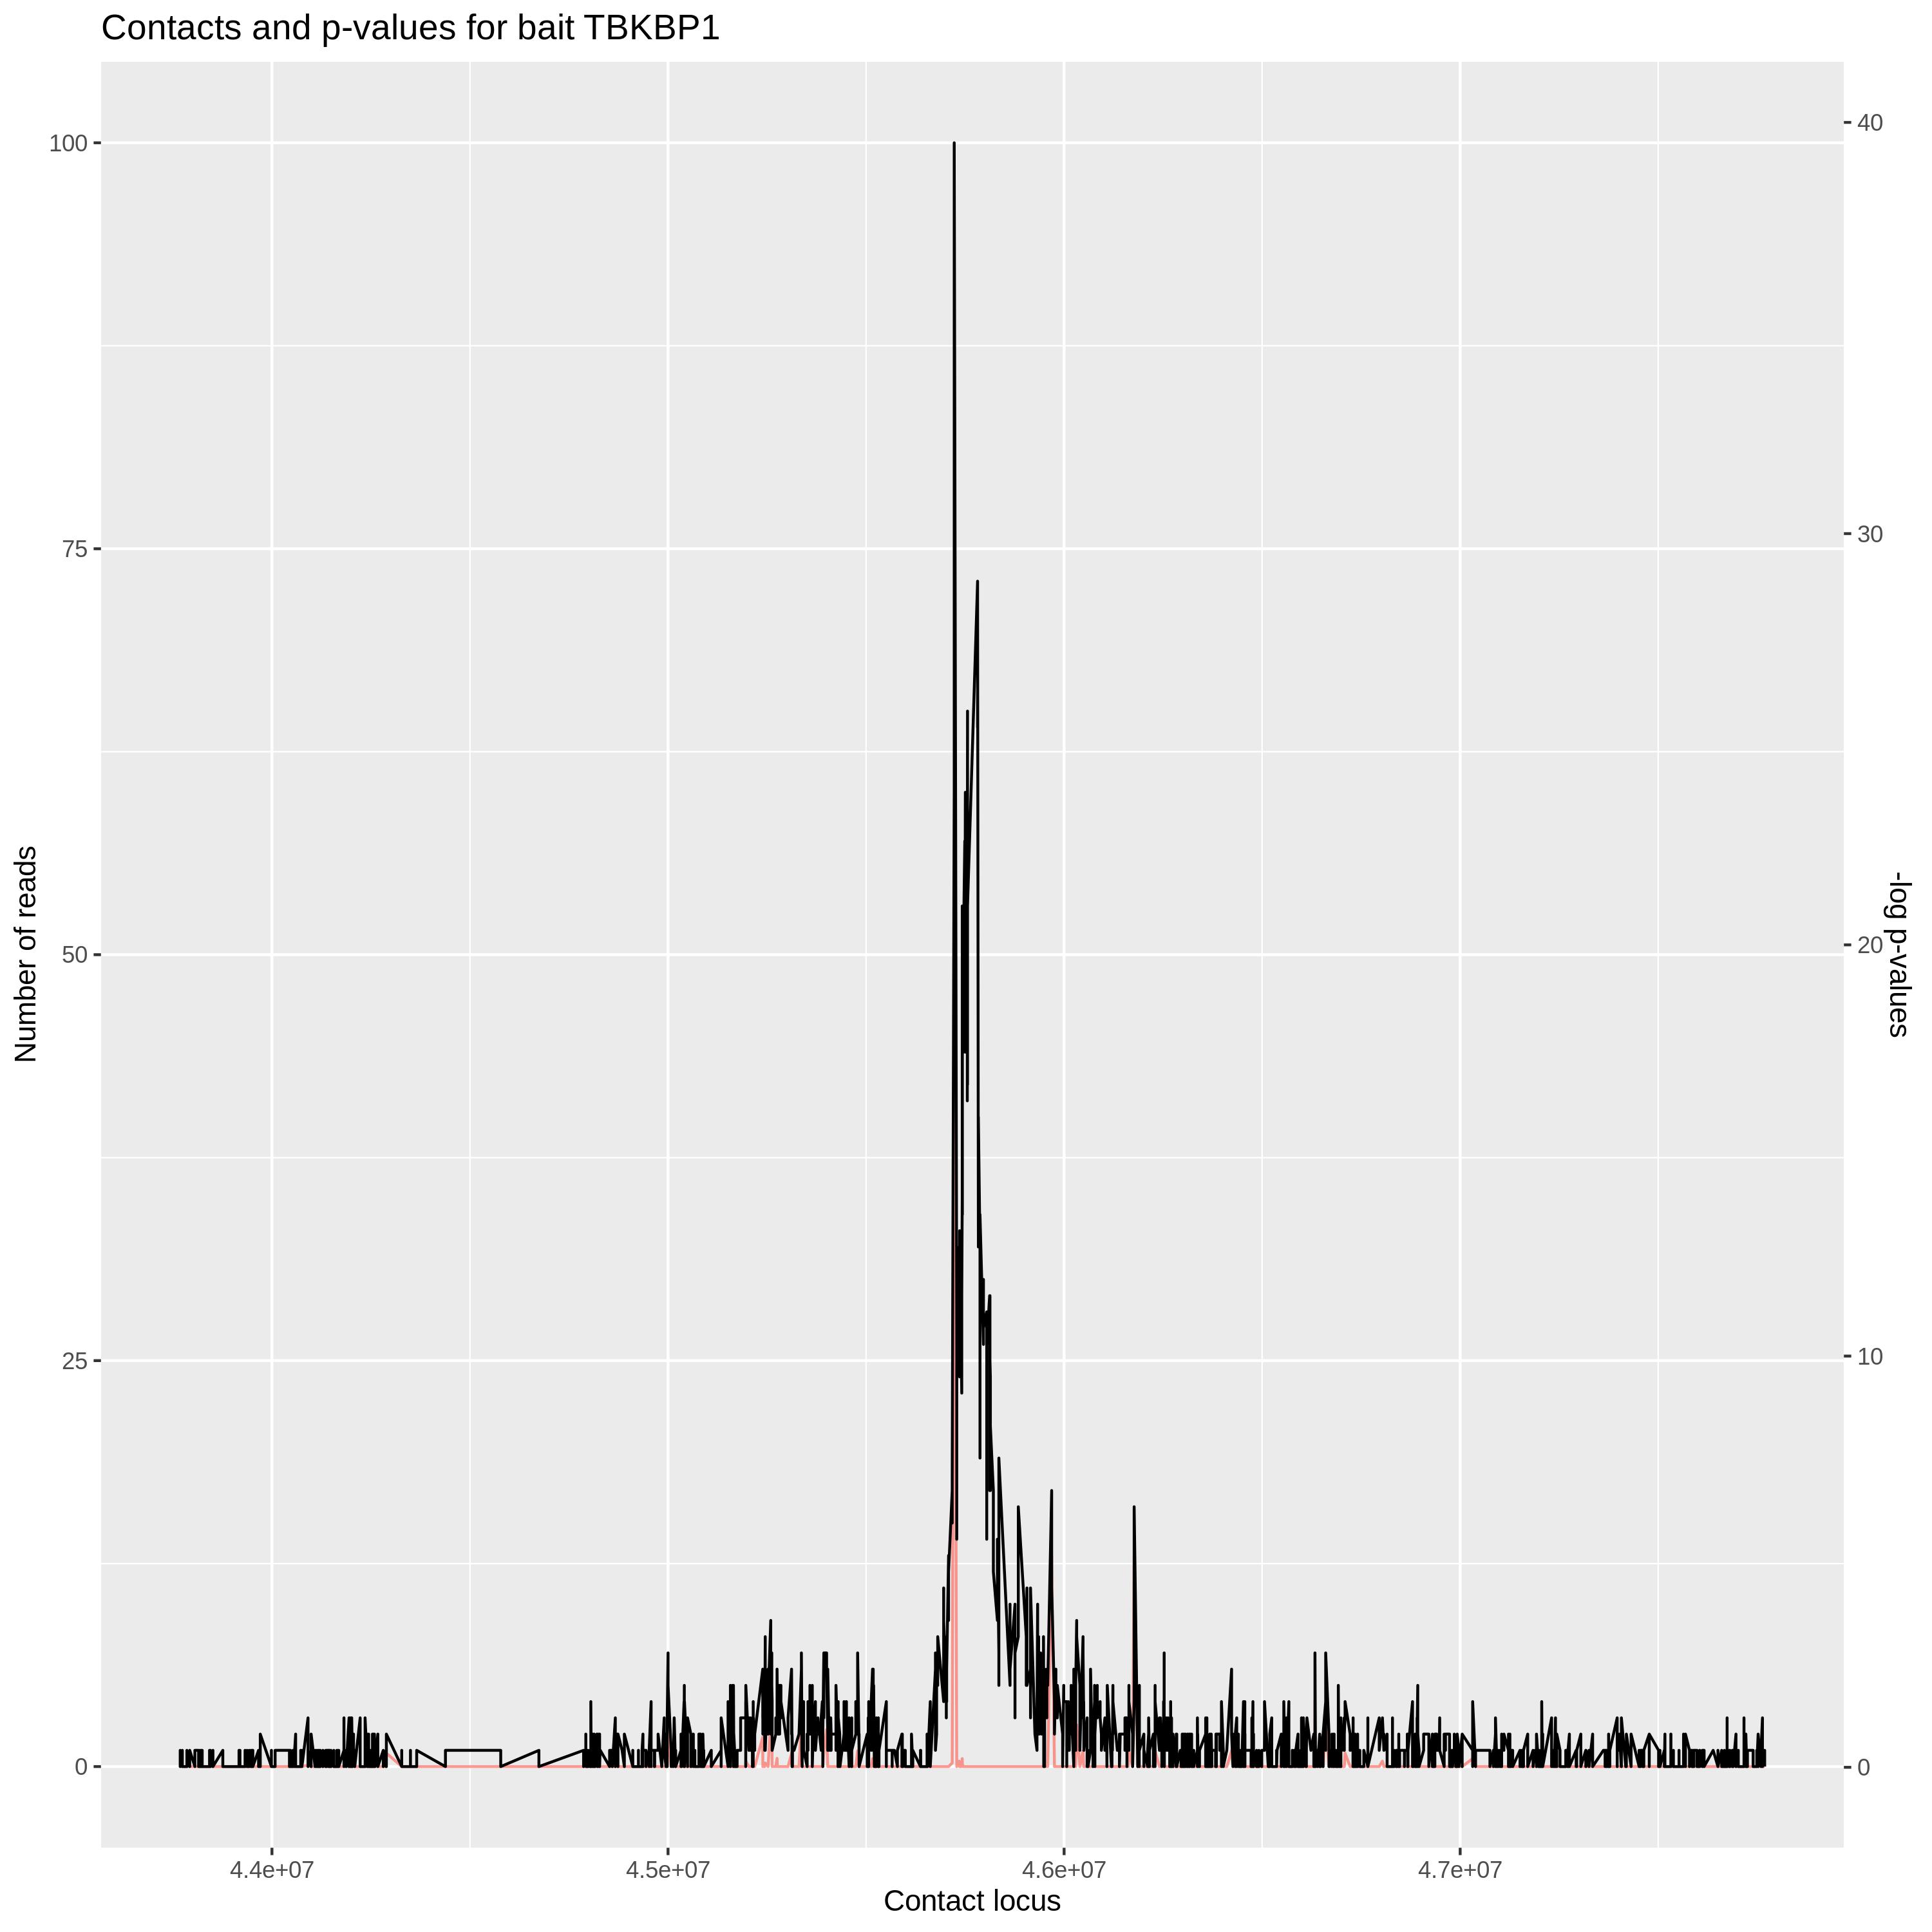 Contacts and p-values for bait TBKBP1
100
75
50
25
0
Number of reads
40
30
20
10
0
-log p-values
4.4e+07
4.5e+07
4.6e+07
4.7e+07
Contact locus